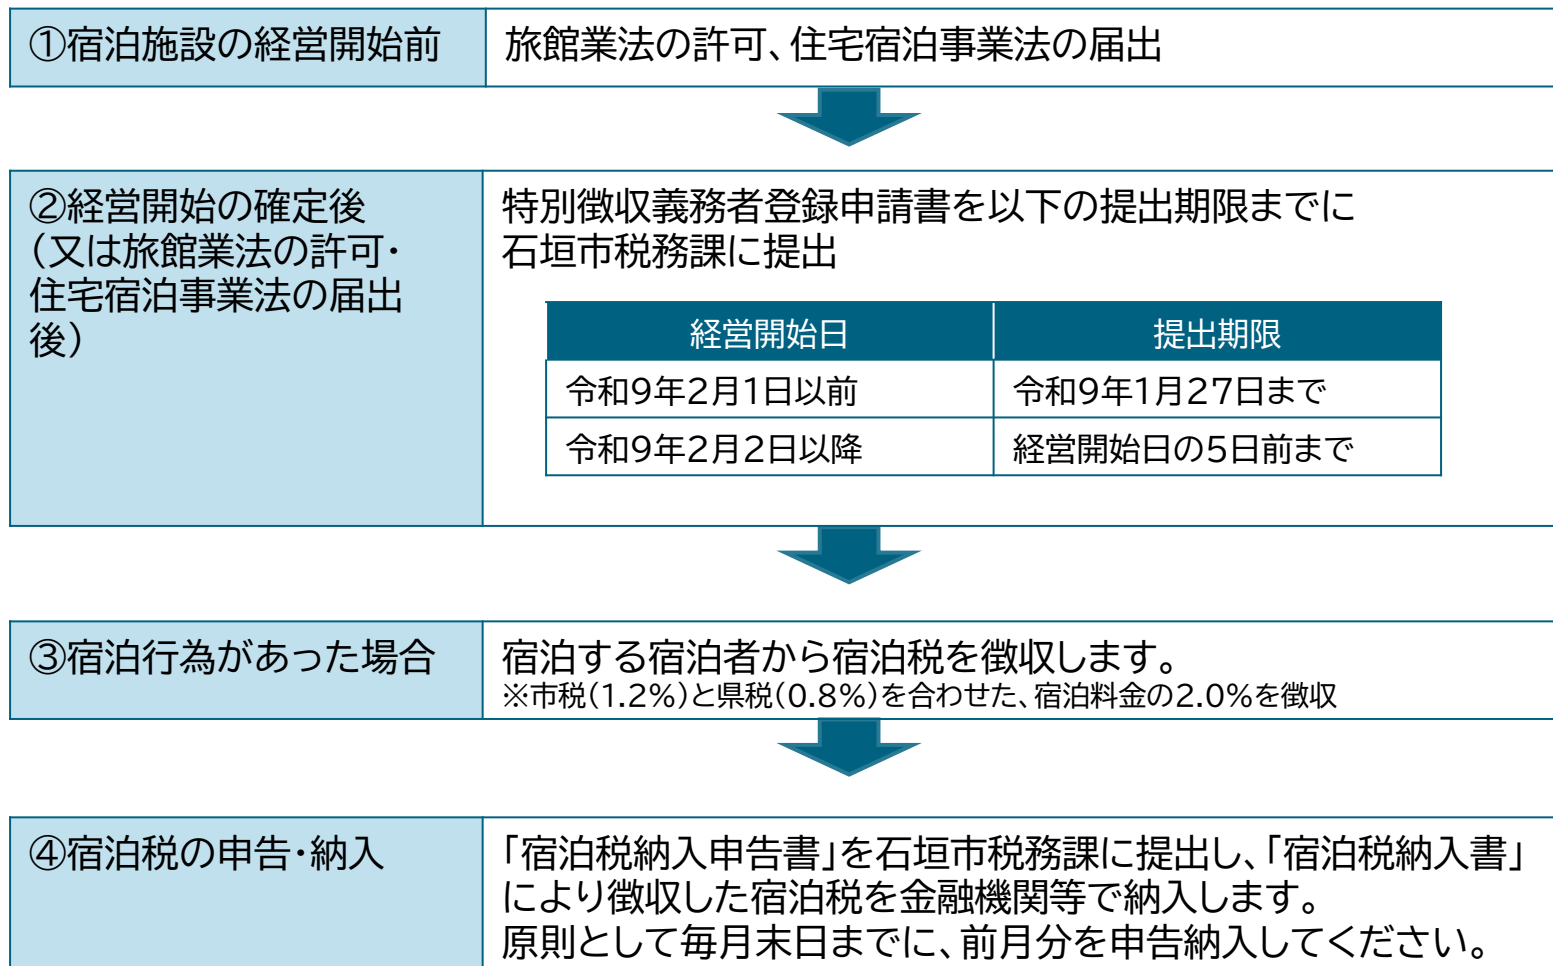 ①宿泊施設の経営開始前
旅館業法の許可、住宅宿泊事業法の届出
②経営開始の確定後
（又は旅館業法の許可・
住宅宿泊事業法の届出
後）
特別徴収義務者登録申請書を以下の提出期限までに
石垣市税務課に提出
経営開始日
提出期限
令和9年2月1日以前
令和9年1月27日まで
令和9年2月2日以降
経営開始日の5日前まで
③宿泊行為があった場合
宿泊する宿泊者から宿泊税を徴収します。
※市税（1.2%）と県税（0.8%）を合わせた、宿泊料金の2.0%を徴収
④宿泊税の申告・納入
「宿泊税納入申告書」を石垣市税務課に提出し、「宿泊税納入書」
により徴収した宿泊税を金融機関等で納入します。
原則として毎月末日までに、前月分を申告納入してください。